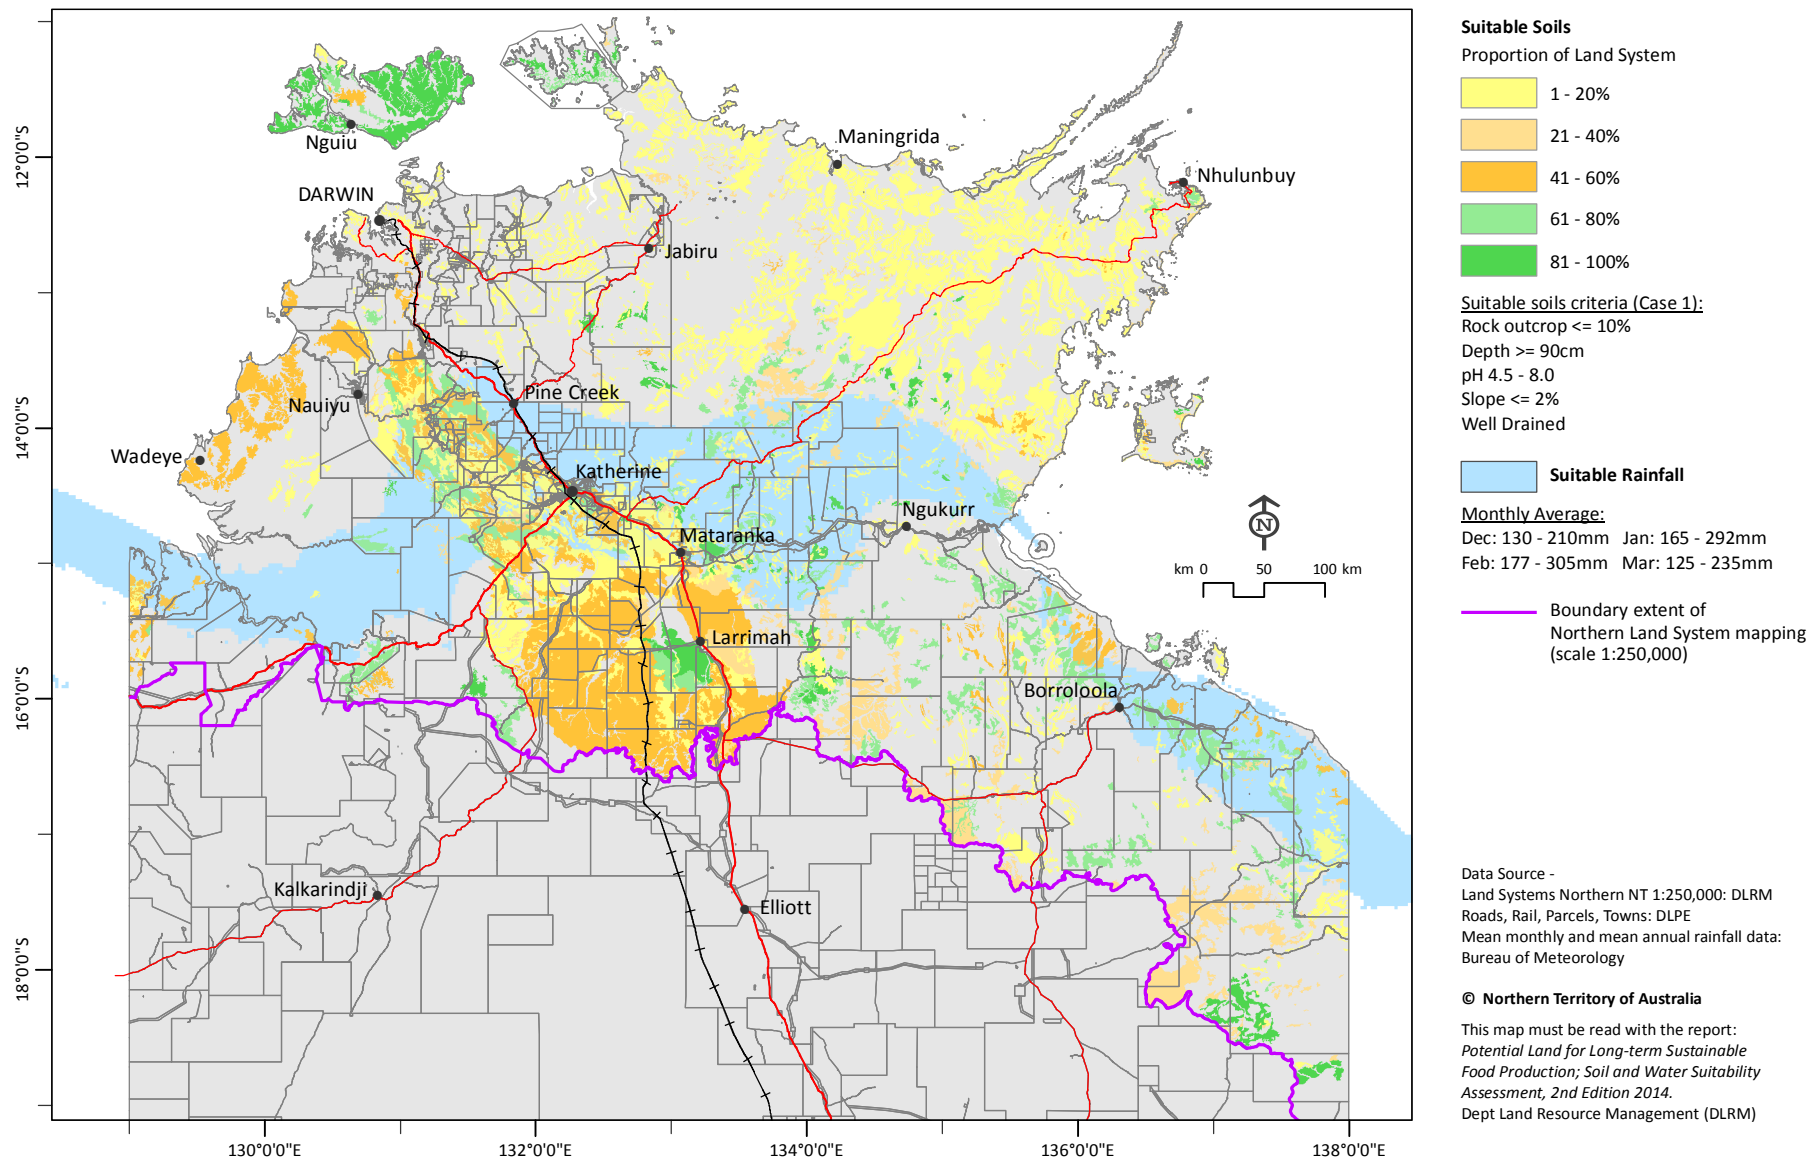 Nguiu
DARWIN
Maningrida
Nhulunbuy
Jabiru
Pine Creek
Nauiyu
Wadeye
Katherine
Ngukurr
Mataranka
Larrimah
Borroloola
Kalkarindji
Elliott
N
km 0 50 100 km
12°0'0"S
14°0'0"S
16°0'0"S
18°0'0"S
130°0'0"E
132°0'0"E
134°0'0"E
136°0'0"E
138°0'0"E
Suitable Soils
Proportion of Land System
1 - 20%
21 - 40%
41 - 60%
61 - 80%
81 - 100%
Suitable soils criteria (Case 1):
Rock outcrop <= 10%
Depth >= 90cm
pH 4.5 - 8.0
Slope <= 2%
Well Drained
Suitable Rainfall
Monthly Average:
Dec: 130 - 210mm Jan: 165 - 292mm
Feb: 177 - 305mm Mar: 125 - 235mm
Boundary extent of
Northern Land System mapping
(scale 1:250,000)
Data Source -
Land Systems Northern NT 1:250,000: DLRM
Roads, Rail, Parcels, Towns: DLPE
Mean monthly and mean annual rainfall data:
Bureau of Meteorology
© Northern Territory of Australia
This map must be read with the report:
Potential Land for Long-term Sustainable
Food Production; Soil and Water Suitability
Assessment, 2nd Edition 2014.
Dept Land Resource Management (DLRM)